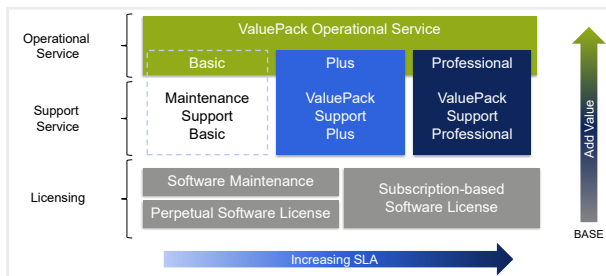 Operational
Service
ValuePack Operational Service
Basic
Plus
Professional
Support
Service
Maintenance
Support
Basic
ValuePack
Support
Plus
ValuePack
Support
Professional
Licensing
Software Maintenance
Perpetual Software License
Subscription-based
Software License
Increasing SLA
Add Value
BASE